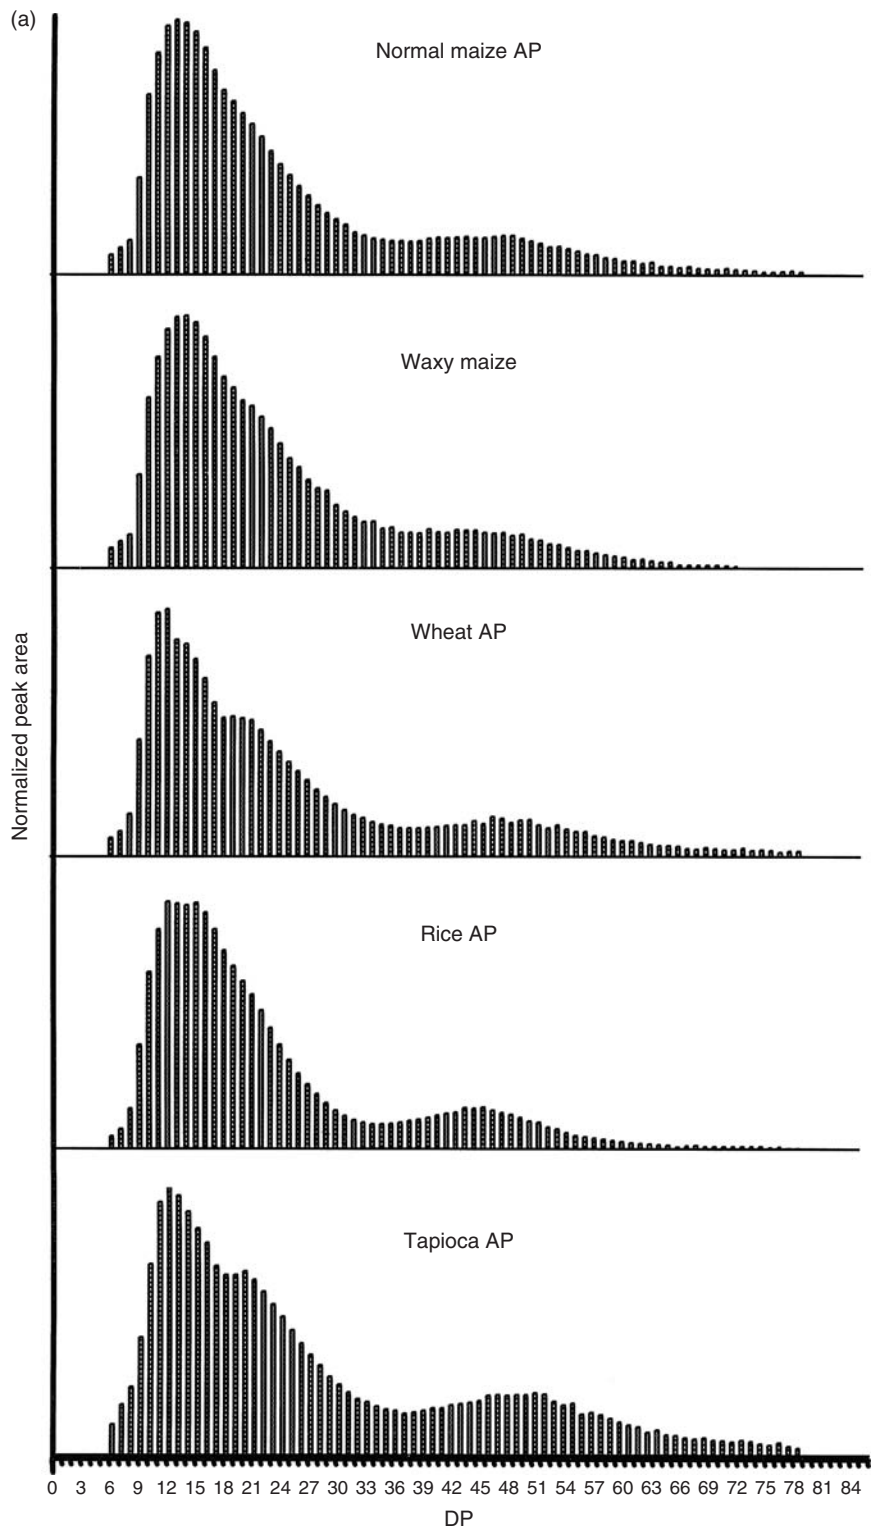 (a)
Normal maize AP
Waxy maize
Wheat AP
Normalized peak area
Rice AP
Tapioca AP
0 3 6 9 12 15 18 21 24 27 30 33 36 39 42 45 48 51 54 57 60 63 66 69 72 75 78 81 84
DP